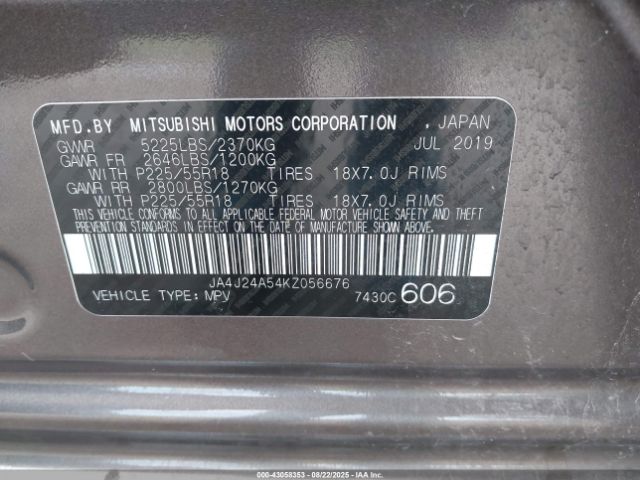 MFD.BY MITSUBISHI MOTORS CORPORATION . JAPAN
GVWR 5225LBS/2370KG JUL 2019
GAWR FR 2646LBS/1200KG
WITH P225/55R18 TIRES 18X7.0J RIMS
GAWR RR 2800LBS/1270KG
WITH P225/55R18 TIRES 18X7.0J RIMS
THIS VEHICLE CONFORMS TO ALL APPLICABLE FEDERAL MOTOR VEHICLE SAFETY AND THEFT
PREVENTION STANDARDS IN EFFECT ON THE DATE OF MANUFACTURE SHOWN ABOVE.
JA4J24A54KZ056676
VEHICLE TYPE: MPV 7430C 606
000-43058353 - 08/22/2025 - IAAI.COM